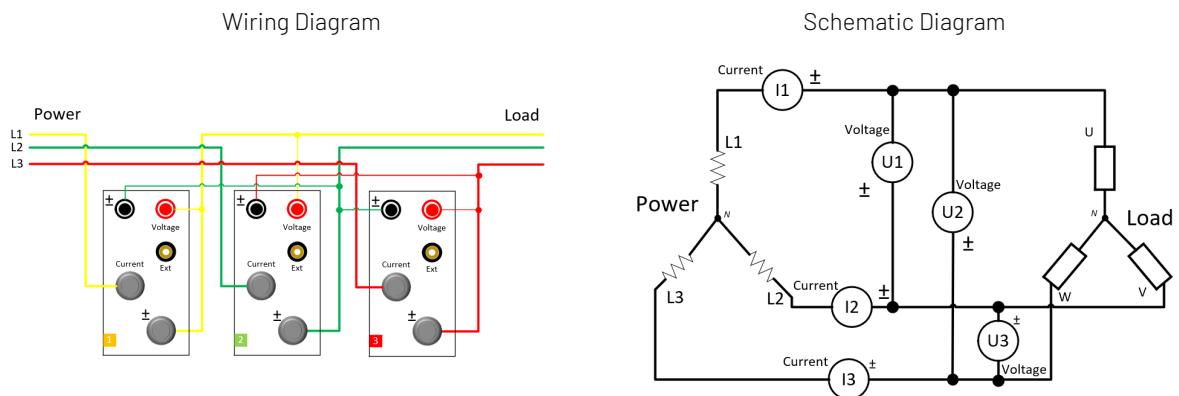 Wiring Diagram
Power
Load
L1
L2
L3
±
Voltage
Ext
Current
±
1
±
Voltage
Ext
Current
±
2
±
Voltage
Ext
Current
±
3
Schematic Diagram
Current
I1
±
Voltage
U1
±
Voltage
U2
±
L1
Power
N
L3
L2
Current
I2
±
Current
I3
±
U3
±
Voltage
U
N
Load
W
V